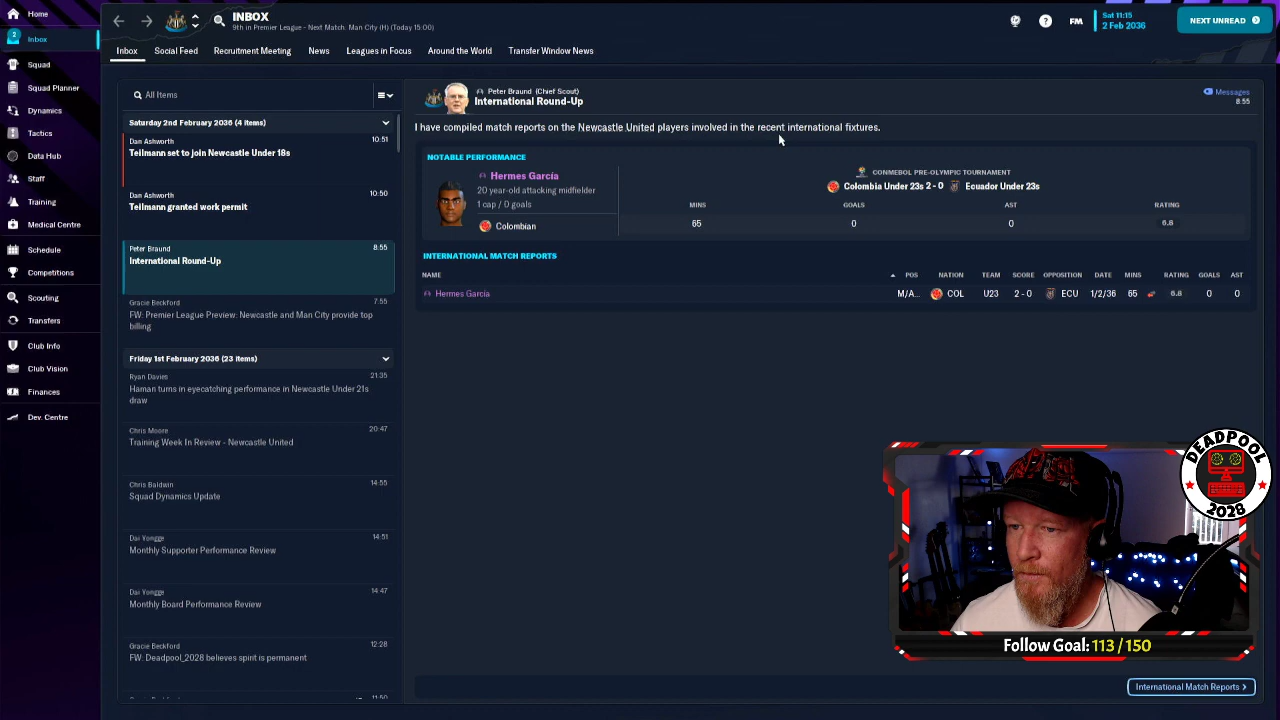 Home
Inbox
2
Squad
Squad Planner
Dynamics
Tactics
Data Hub
Staff
Training
Medical Centre
Schedule
Competitions
Scouting
Transfers
Club Info
Club Vision
Finances
Dev. Centre
INBOX
9th in Premier League - Next Match: Man City (H) (Today 15:00)
FM
Sat 11:15
2 Feb 2036
NEXT UNREAD
Inbox
Social Feed
Recruitment Meeting
News
Leagues in Focus
Around the World
Transfer Window News
All Items
Saturday 2nd February 2036 (4 items)
Dan Ashworth 10:51
Teilmann set to join Newcastle Under 18s
Dan Ashworth 10:50
Teilmann granted work permit
Peter Braund 8:55
International Round-Up
Gracie Beckford 7:55
FW: Premier League Preview: Newcastle and Man City provide top
billing
Friday 1st February 2036 (23 items)
Ryan Davies 21:35
Haman turns in eyecatching performance in Newcastle Under 21s
draw
Chris Moore 20:47
Training Week In Review - Newcastle United
Chris Baldwin 14:55
Squad Dynamics Update
Dai Yongge 14:51
Monthly Supporter Performance Review
Dai Yongge 14:47
Monthly Board Performance Review
Gracie Beckford 12:28
FW: Deadpool_2028 believes spirit is permanent
11:50
Peter Braund (Chief Scout)
International Round-Up
Messages
8:55
I have compiled match reports on the Newcastle United players involved in the recent international fixtures.
NOTABLE PERFORMANCE
Hermes García
20 year-old attacking midfielder
1 cap / 0 goals
Colombian
CONMEBOL PRE-OLYMPIC TOURNAMENT
Colombia Under 23s 2 - 0 Ecuador Under 23s
MINS GOALS AST RATING
65 0 0 6.8
INTERNATIONAL MATCH REPORTS
NAME POS NATION TEAM SCORE OPPOSITION DATE MINS RATING GOALS AST
Hermes García M/A... COL U23 2 - 0 ECU 1/2/36 65 6.8 0 0
DEADPOOL
2028
Follow Goal: 113 / 150
International Match Reports